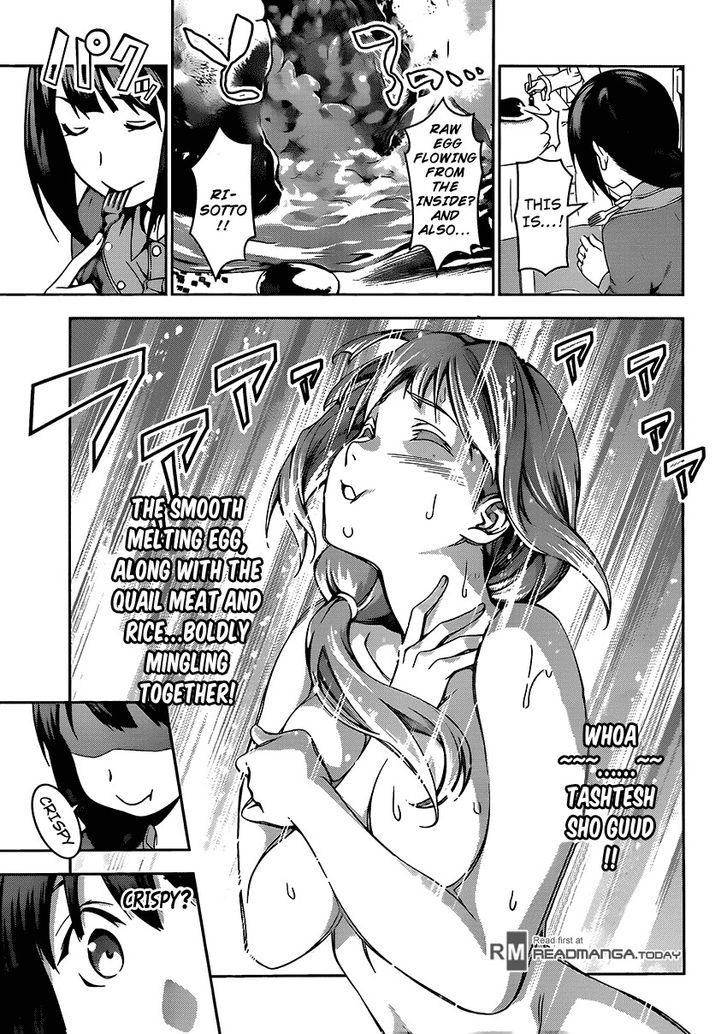 THIS
IS...!
RAW
EGG
FLOWING
FROM
THE
INSIDE?
AND
ALSO...
RI-
SOTTO
!!
とろァ...
パクッ
ファアァァアア
THE SMOOTH
MELTING EGG,
ALONG WITH THE
QUAIL MEAT AND
RICE...BOLDLY
MINGLING
TOGETHER!
WHOA
~~~......~
TASHTESH
SHO GUUD
!!
CRISPY
CRISPY?
RM
Read first at
READMANGA.TODAY